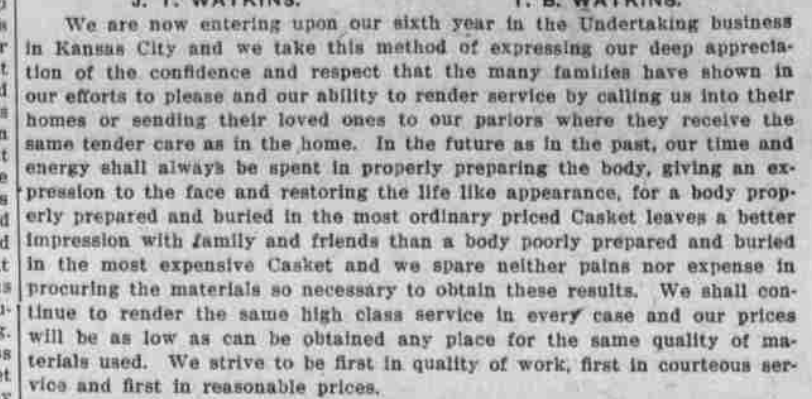 J. T. WATKINS. T. B. WATKINS.
We are now entering upon our sixth year in the Undertaking business
in Kansas City and we take this method of expressing our deep apprecia-
tion of the confidence and respect that the many families have shown in
our efforts to please and our ability to render service by calling us into their
homes or sending their loved ones to our parlors where they receive the
same tender care as in the home. In the future as in the past, our time and
energy shall always be spent in properly preparing the body, giving an ex-
pression to the face and restoring the life like appearance, for a body prop-
erly prepared and buried in the most ordinary priced Casket leaves a better
impression with family and friends than a body poorly prepared and buried
in the most expensive Casket and we spare neither pains nor expense in
procuring the materials so necessary to obtain these results. We shall con-
tinue to render the same high class service in every case and our prices
will be as low as can be obtained any place for the same quality of ma-
terials used. We strive to be first in quality of work, first in courteous ser-
vice and first in reasonable prices.